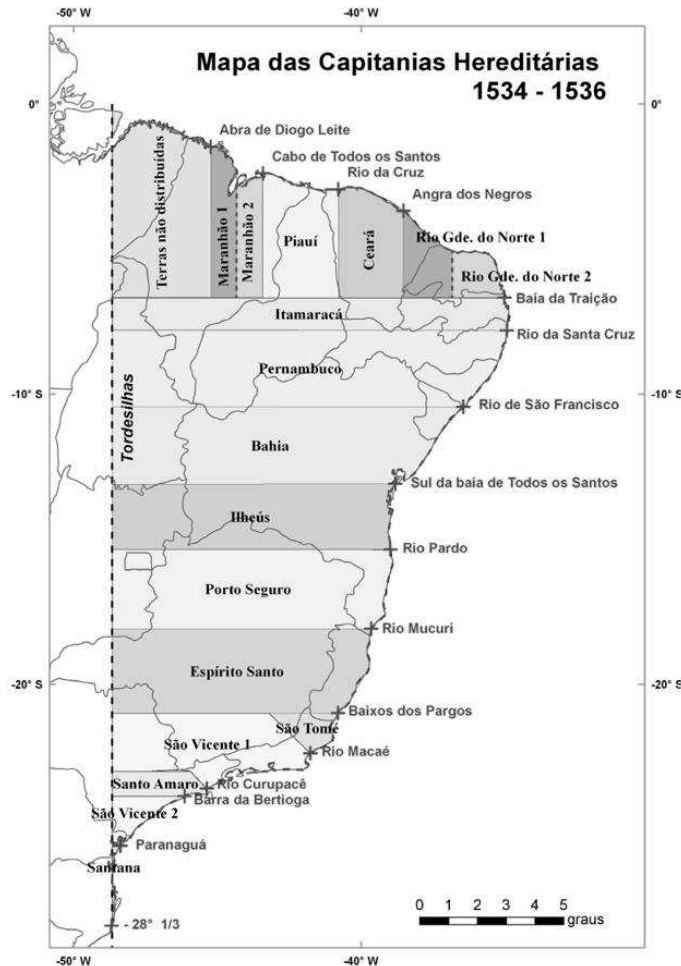 -50° W
-40° W
Mapa das Capitanias Hereditárias
1534 - 1536
0°
0°
Abra de Diogo Leite
Cabo de Todos os Santos
Rio da Cruz
Angra dos Negros
Terras não distribuídas
Maranhão 1
Maranhão 2
Piauí
Ceará
Rio Gde. do Norte 1
Rio Gde. do Norte 2
Baía da Traição
Itamaracá
Rio da Santa Cruz
Pernambuco
-10° S
-10° S
Tordesilhas
Rio de São Francisco
Bahia
Sul da baía de Todos os Santos
Ilheús
Rio Pardo
Porto Seguro
Rio Mucuri
Espírito Santo
-20° S
-20° S
Baixos dos Pargos
São Tomé
São Vicente 1
Rio Macaé
Santo Amaro
Rio Curupacê
Barra da Bertioga
São Vicente 2
Paranaguá
Santana
0 1 2 3 4 5
graus
- 28° 1/3
-50° W
-40° W